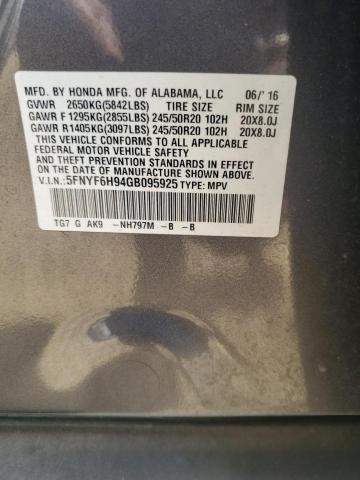 MFD. BY HONDA MFG. OF ALABAMA, LLC 06/'16
GVWR 2650KG(5842LBS) TIRE SIZE RIM SIZE
GAWR F 1295KG(2855LBS) 245/50R20 102H 20X8.0J
GAWR R1405KG(3097LBS) 245/50R20 102H 20X8.0J
THIS VEHICLE CONFORMS TO ALL APPLICABLE
FEDERAL MOTOR VEHICLE SAFETY
AND THEFT PREVENTION STANDARDS IN EFFECT
ON THE DATE OF MANUFACTURE SHOWN ABOVE.
V.I.N.:5FNYF6H94GB095925 TYPE: MPV
TG7 G AK9 -NH797M -B -B